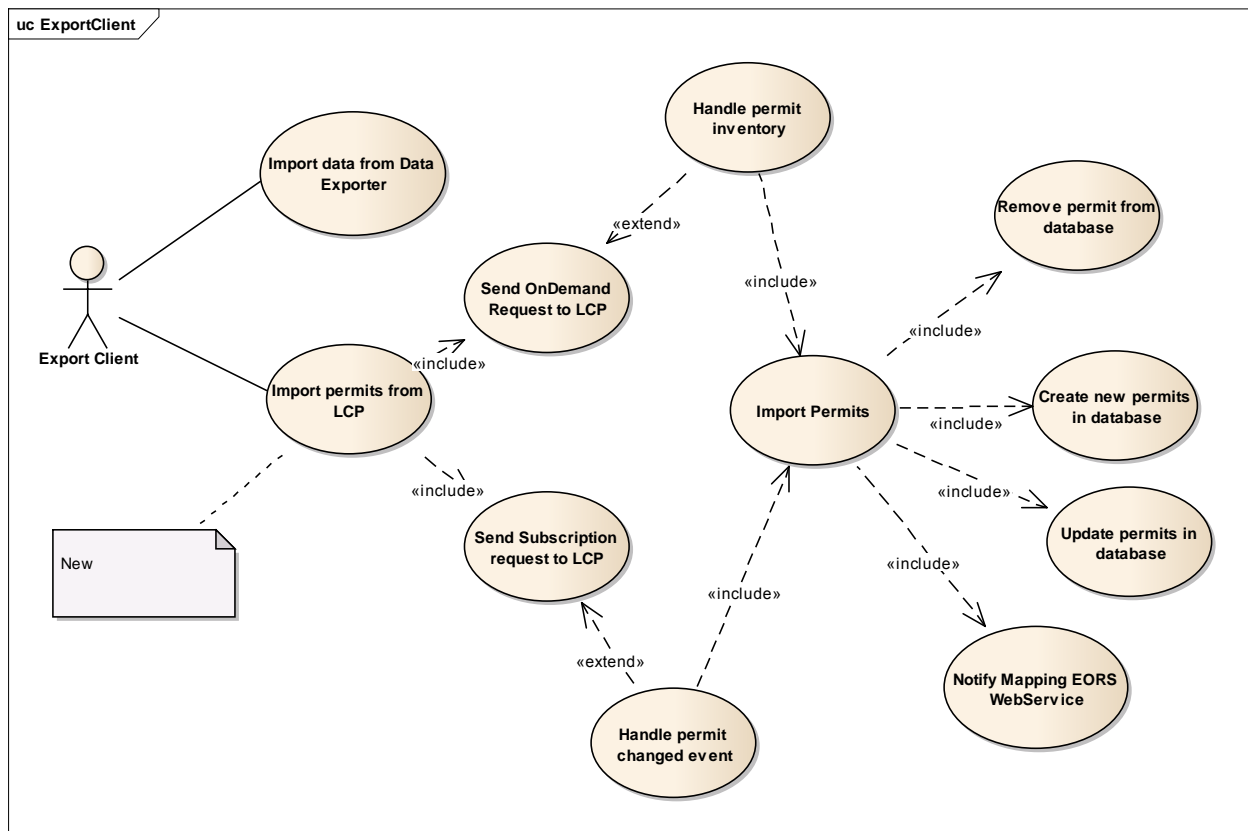 uc ExportClient
Handle permit
inventory
Import data from Data
Exporter
Remove permit from
database
«extend»
Send OnDemand
Request to LCP
«include»
«include»
Export Client
«include»
Import permits from
LCP
Import Permits
Create new permits
in database
«include»
«include»
«include»
Send Subscription
request to LCP
Update permits in
database
New
«include»
«include»
«extend»
Notify Mapping EORS
WebService
Handle permit
changed event